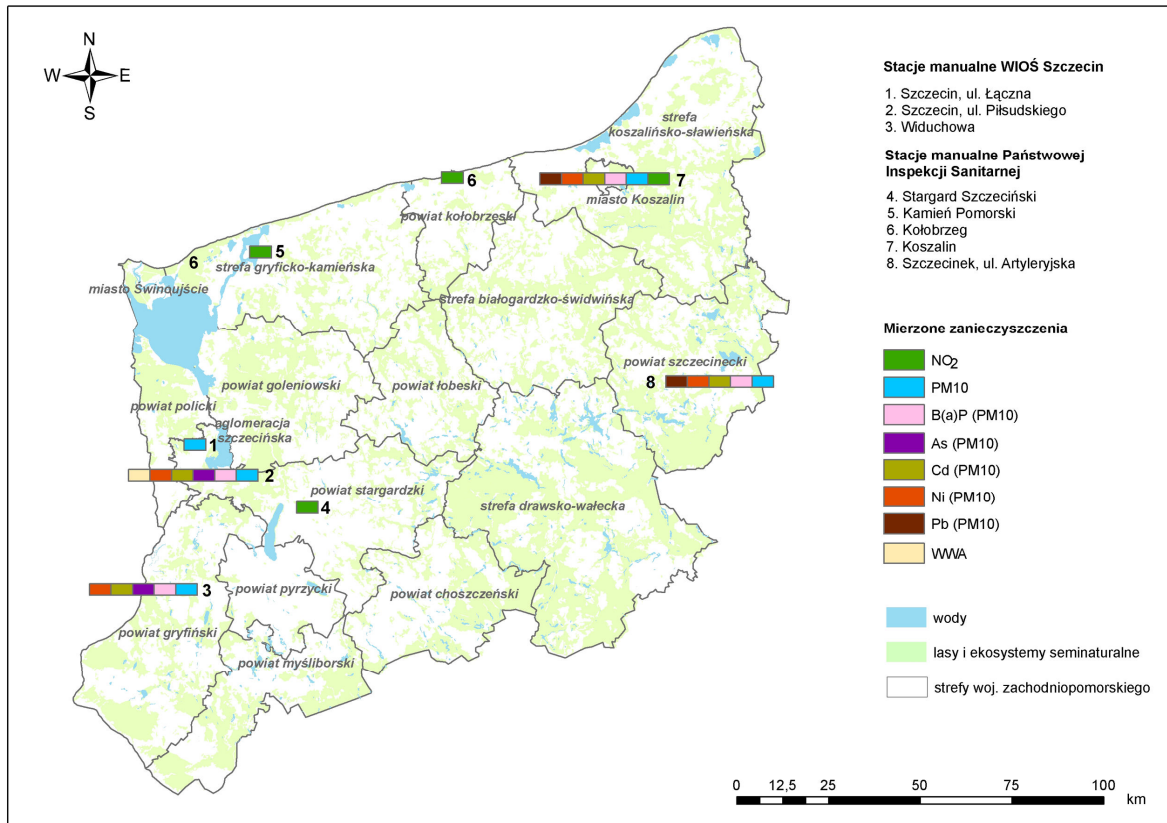 N
W E
S
Stacje manualne WIOŚ Szczecin
1. Szczecin, ul. Łączna
2. Szczecin, ul. Piłsudskiego
3. Widuchowa
Stacje manualne Państwowej
Inspekcji Sanitarnej
4. Stargard Szczeciński
5. Kamień Pomorski
6. Kołobrzeg
7. Koszalin
8. Szczecinek, ul. Artyleryjska
Mierzone zanieczyszczenia
NO2
PM10
B(a)P (PM10)
As (PM10)
Cd (PM10)
Ni (PM10)
Pb (PM10)
WWA
wody
lasy i ekosystemy seminaturalne
strefy woj. zachodniopomorskiego
strefa
koszalińsko-sławieńska
6
7
miasto Koszalin
powiat kołobrzeski
5
6
strefa gryficko-kamieńska
miasto Świnoujście
strefa białogardzko-świdwińska
powiat szczecinecki
8
powiat goleniowski
powiat łobeski
powiat policki
aglomeracja
szczecińska
1
2
powiat stargardzki
4
strefa drawsko-wałecka
3
powiat pyrzycki
powiat choszczeński
powiat gryfiński
powiat myśliborski
0 12,5 25 50 75 100
km